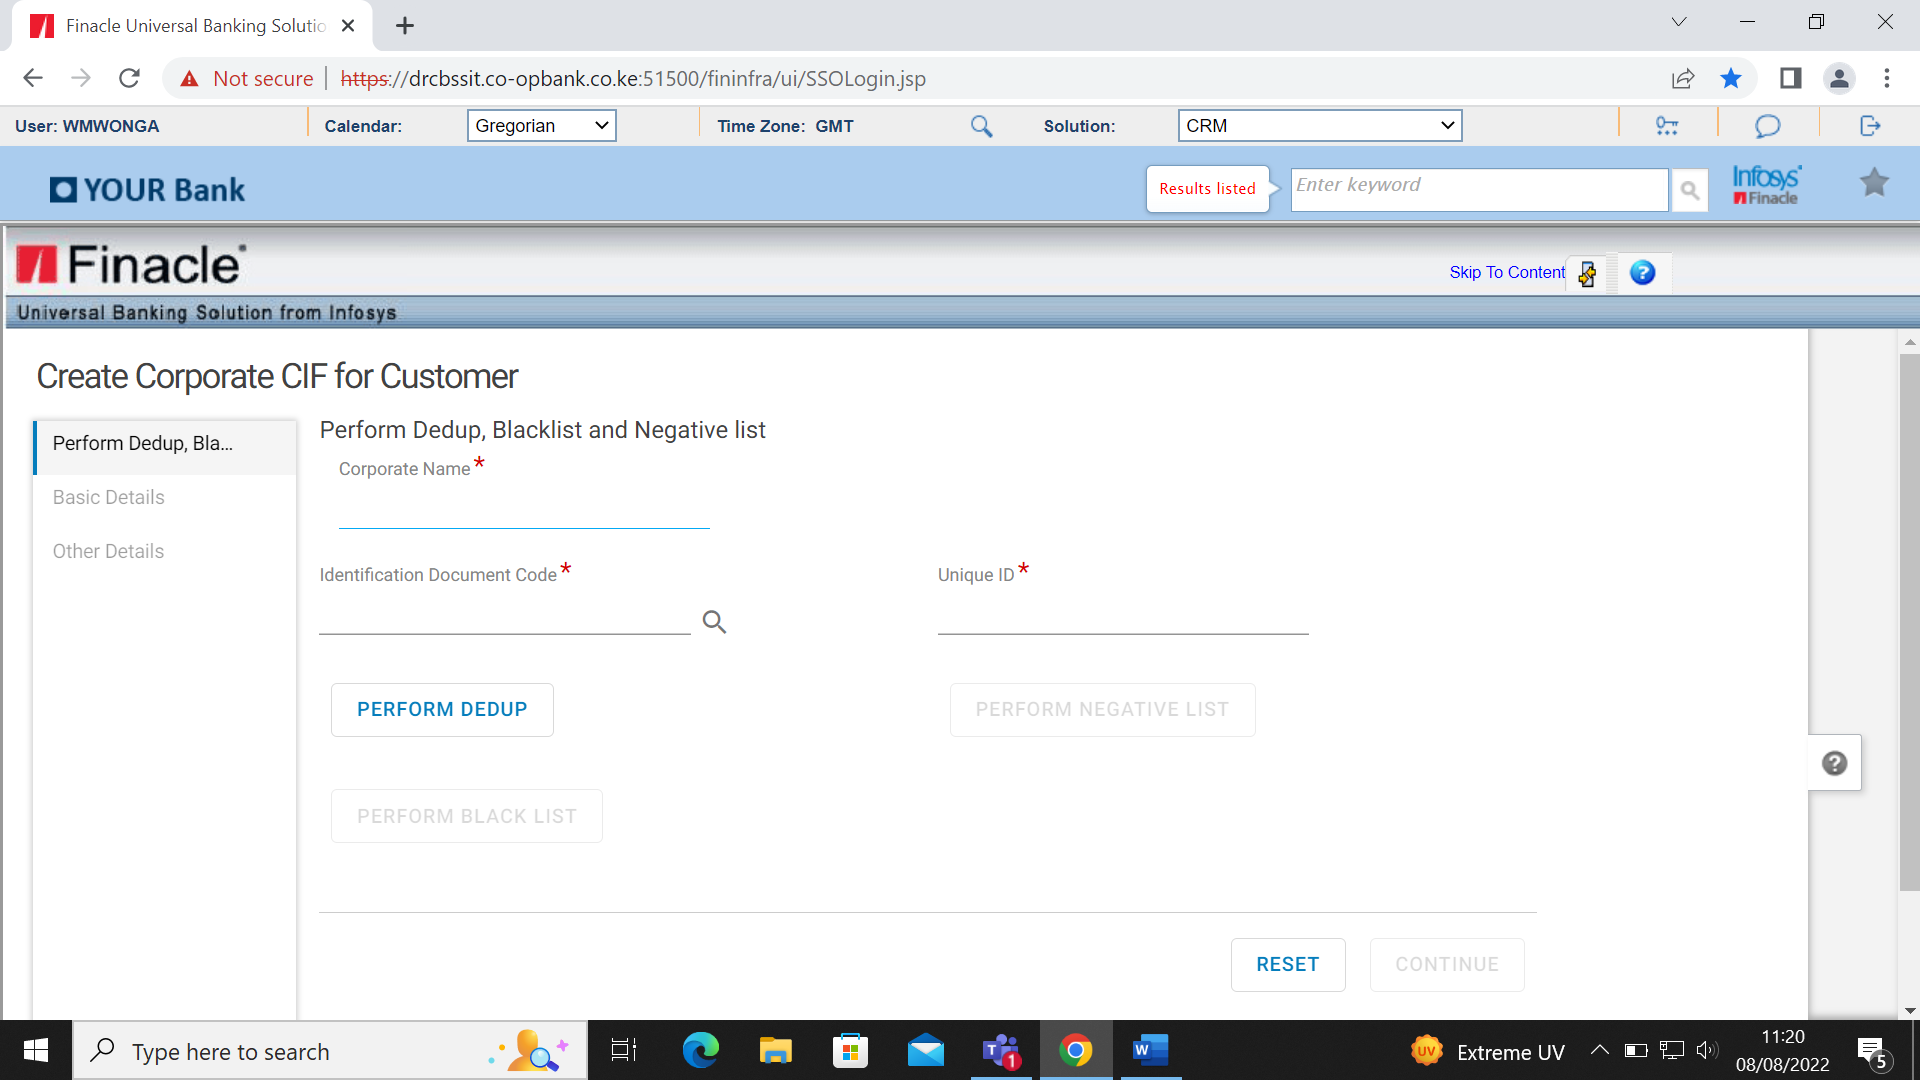 Finacle Universal Banking Solutio
Not secure
https://drcbssit.co-opbank.co.ke:51500/fininfra/ui/SSOLogin.jsp
User: WMWONGA
Calendar:
Gregorian
Time Zone: GMT
Solution:
CRM
YOUR Bank
Results listed
Enter keyword
Infosys
Finacle
Finacle
Skip To Content
Universal Banking Solution from Infosys
Create Corporate CIF for Customer
Perform Dedup, Bla...
Basic Details
Other Details
Perform Dedup, Blacklist and Negative list
Corporate Name*
Identification Document Code*
Unique ID*
PERFORM DEDUP
PERFORM NEGATIVE LIST
PERFORM BLACK LIST
RESET
CONTINUE
Type here to search
1
W
UV
Extreme UV
11:20
08/08/2022
5